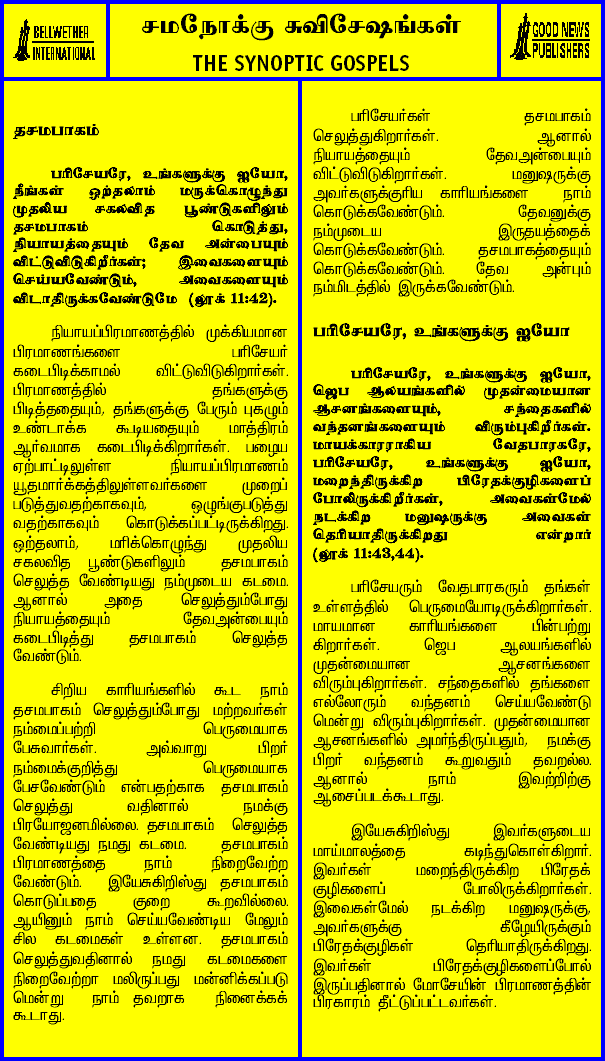 BELLWETHER
INTERNATIONAL
சமநோக்கு சுவிசேஷங்கள்
THE SYNOPTIC GOSPELS
GOOD NEWS
PUBLISHERS
தசமபாகம்
பரிசேயரே, உங்களுக்கு ஐயோ,
நீங்கள் ஒற்தலாம் மருக்கொழுந்து
முதலிய சகலவித பூண்டுகளிலும்
தசமபாகம் கொடுத்து,
நியாயத்தையும் தேவ அன்பையும்
விட்டுவிடுகிறீர்கள்; இவைகளையும்
செய்யவேண்டும், அவைகளையும்
விடாதிருக்கவேண்டுமே (லூக் 11:42).
நியாயப்பிரமாணத்தில் முக்கியமான
பிரமாணங்களை பரிசேயர்
கடைபிடிக்காமல் விட்டுவிடுகிறார்கள்.
பிரமாணத்தில் தங்களுக்கு
பிடித்ததையும், தங்களுக்கு பேரும் புகழும்
உண்டாக்க கூடியதையும் மாத்திரம்
ஆர்வமாக கடைபிடிக்கிறார்கள். பழைய
ஏற்பாட்டிலுள்ள நியாயப்பிரமாணம்
யூதமார்க்கத்திலுள்ளவர்களை முறைப்
படுத்துவதற்காகவும், ஒழுங்குபடுத்து
வதற்காகவும் கொடுக்கப்பட்டிருக்கிறது.
ஒற்தலாம், மரிக்கொழுந்து முதலிய
சகலவித பூண்டுகளிலும் தசமபாகம்
செலுத்த வேண்டியது நம்முடைய கடமை.
ஆனால் அதை செலுத்தும்போது
நியாயத்தையும் தேவஅன்பையும்
கடைபிடித்து தசமபாகம் செலுத்த
வேண்டும்.
சிறிய காரியங்களில் கூட நாம்
தசமபாகம் செலுத்தும்போது மற்றவர்கள்
நம்மைப்பற்றி பெருமையாக
பேசுவார்கள். அவ்வாறு பிறர்
நம்மைக்குறித்து பெருமையாக
பேசவேண்டும் என்பதற்காக தசமபாகம்
செலுத்து வதினால் நமக்கு
பிரயோஜனமில்லை. தசமபாகம் செலுத்த
வேண்டியது நமது கடமை. தசமபாகம்
பிரமாணத்தை நாம் நிறைவேற்ற
வேண்டும். இயேசுகிறிஸ்து தசமபாகம்
கொடுப்பதை குறை கூறவில்லை.
ஆயினும் நாம் செய்யவேண்டிய மேலும்
சில கடமைகள் உள்ளன. தசமபாகம்
செலுத்துவதினால் நமது கடமைகளை
நிறைவேற்றா மலிருப்பது மன்னிக்கப்படு
மென்று நாம் தவறாக நினைக்கக்
கூடாது.
பரிசேயர்கள் தசமபாகம்
செலுத்துகிறார்கள். ஆனால்
நியாயத்தையும் தேவஅன்பையும்
விட்டுவிடுகிறார்கள். மனுஷருக்கு
அவர்களுக்குரிய காரியங்களை நாம்
கொடுக்கவேண்டும். தேவனுக்கு
நம்முடைய இருதயத்தைக்
கொடுக்கவேண்டும். தசமபாகத்தையும்
கொடுக்கவேண்டும். தேவ அன்பும்
நம்மிடத்தில் இருக்கவேண்டும்.
பரிசேயரே, உங்களுக்கு ஐயோ
பரிசேயரே, உங்களுக்கு ஐயோ,
ஜெப ஆலயங்களில் முதன்மையான
ஆசனங்களையும், சந்தைகளில்
வந்தனங்களையும் விரும்புகிறீர்கள்.
மாயக்காரராகிய வேதபாரகரே,
பரிசேயரே, உங்களுக்கு ஐயோ,
மறைந்திருக்கிற பிரேதக்குழிகளைப்
போலிருக்கிறீர்கள், அவைகள்மேல்
நடக்கிற மனுஷருக்கு அவைகள்
தெரியாதிருக்கிறது என்றார்
(லூக் 11:43,44).
பரிசேயரும் வேதபாரகரும் தங்கள்
உள்ளத்தில் பெருமையோடிருக்கிறார்கள்.
மாயமான காரியங்களை பின்பற்று
கிறார்கள். ஜெப ஆலயங்களில்
முதன்மையான ஆசனங்களை
விரும்புகிறார்கள். சந்தைகளில் தங்களை
எல்லோரும் வந்தனம் செய்யவேண்டு
மென்று விரும்புகிறார்கள். முதன்மையான
ஆசனங்களில் அமர்ந்திருப்பதும், நமக்கு
பிறர் வந்தனம் கூறுவதும் தவறல்ல.
ஆனால் நாம் இவற்றிற்கு
ஆசைப்படக்கூடாது.
இயேசுகிறிஸ்து இவர்களுடைய
மாய்மாலத்தை கடிந்துகொள்கிறார்.
இவர்கள் மறைந்திருக்கிற பிரேதக்
குழிகளைப் போலிருக்கிறார்கள்.
இவைகள்மேல் நடக்கிற மனுஷருக்கு,
அவர்களுக்கு கீழேயிருக்கும்
பிரேதக்குழிகள் தெரியாதிருக்கிறது.
இவர்கள் பிரேதக்குழிகளைப்போல்
இருப்பதினால் மோசேயின் பிரமாணத்தின்
பிரகாரம் தீட்டுப்பட்டவர்கள்.